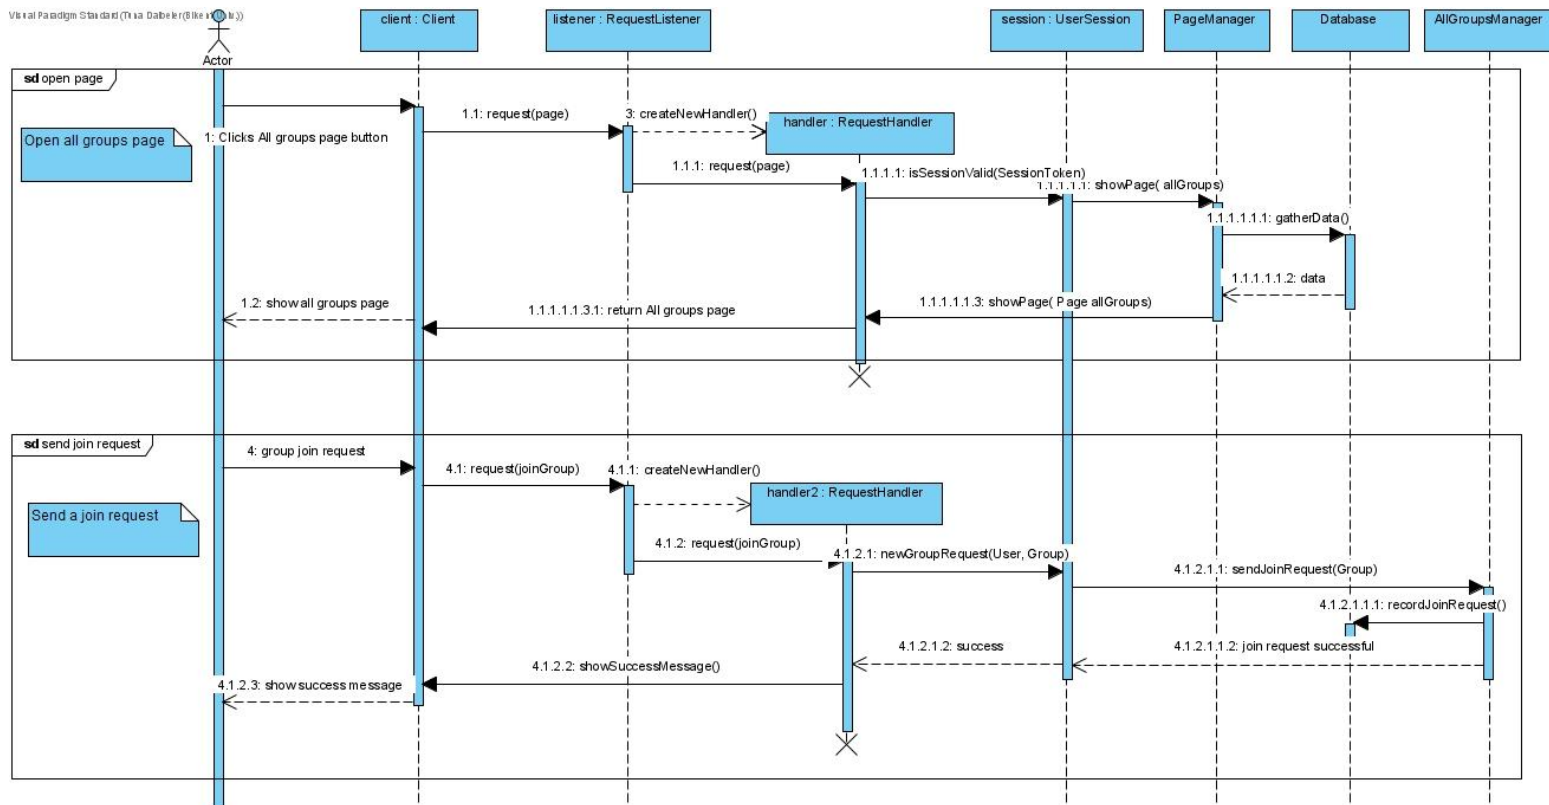 Visual Paradigm Standard (Tuna Dalbeler(Bilkent Univ.))
client : Client
listener : RequestListener
session : UserSession
PageManager
Database
AllGroupsManager
Actor
sd open page
1.1: request(page)
3: createNewHandler()
handler : RequestHandler
Open all groups page
1: Clicks All groups page button
1.1.1: request(page)
1.1.1.1: isSessionValid(SessionToken)
1.1.1.1.1: showPage( allGroups)
1.1.1.1.1.1: gatherData()
1.1.1.1.1.2: data
1.2: show all groups page
1.1.1.1.1.3.1: return All groups page
1.1.1.1.1.3: showPage( Page allGroups)
sd send join request
4: group join request
4.1: request(joinGroup)
4.1.1: createNewHandler()
handler2 : RequestHandler
Send a join request
4.1.2: request(joinGroup)
4.1.2.1: newGroupRequest(User, Group)
4.1.2.1.1: sendJoinRequest(Group)
4.1.2.1.1.1: recordJoinRequest()
4.1.2.1.2: success
4.1.2.1.1.2: join request successful
4.1.2.2: showSuccessMessage()
4.1.2.3: show success message